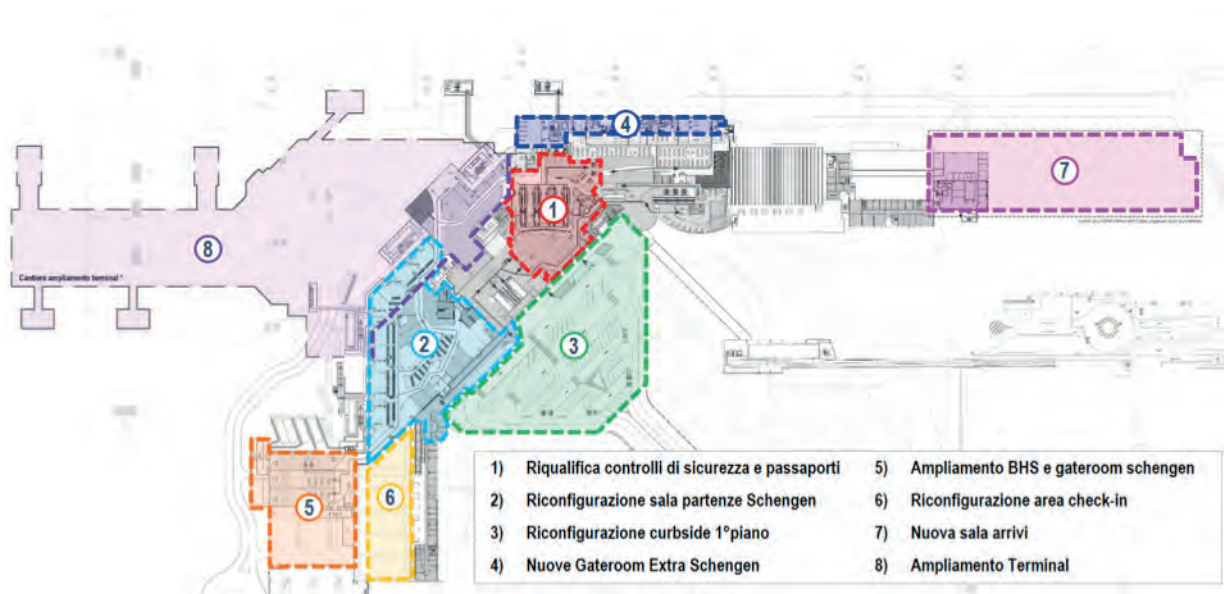 4
1
7
8
Cantiere ampliamento terminal *
2
3
5
6
1) Riqualifica controlli di sicurezza e passaporti
2) Riconfigurazione sala partenze Schengen
3) Riconfigurazione curbside 1°piano
4) Nuove Gateroom Extra Schengen
5) Ampliamento BHS e gateroom schengen
6) Riconfigurazione area check-in
7) Nuova sala arrivi
8) Ampliamento Terminal